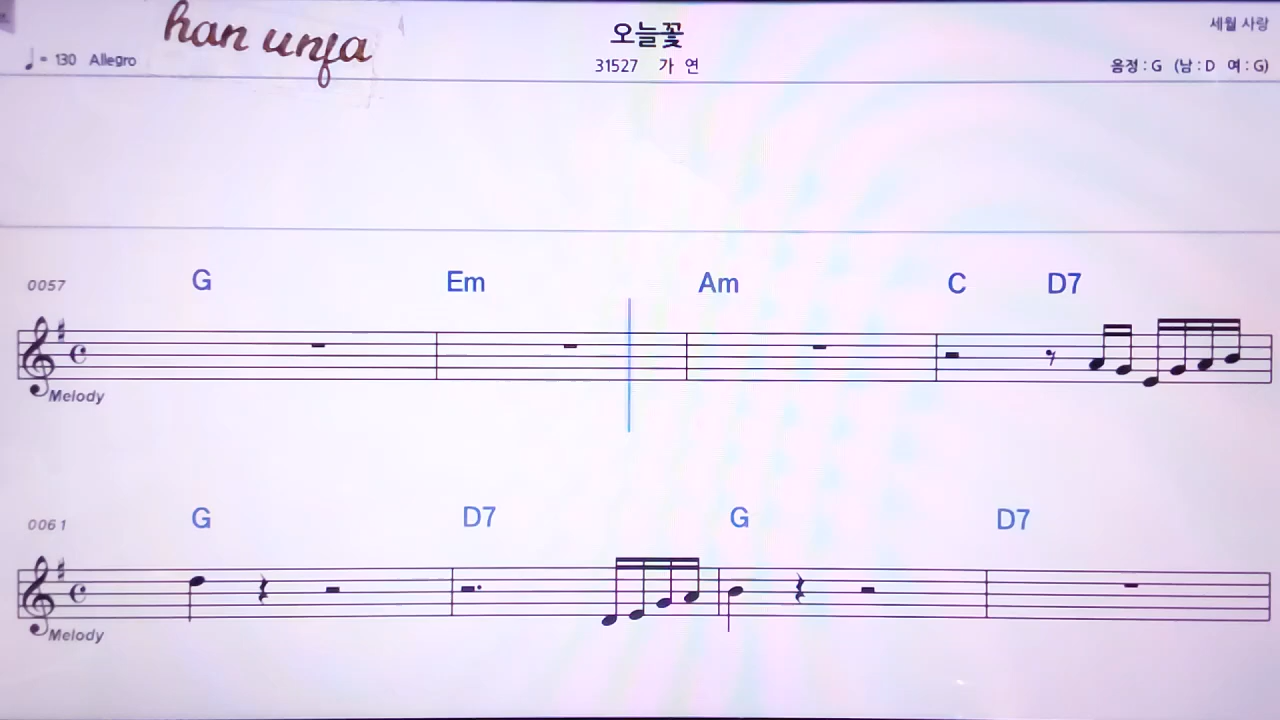 han unja
오늘꽃
세월 사랑
♩= 130 Allegro
31527 가 연
음정 : G (남 : D 여 : G)
0057 G Em Am C D7
Melody
0061 G D7 G D7
Melody